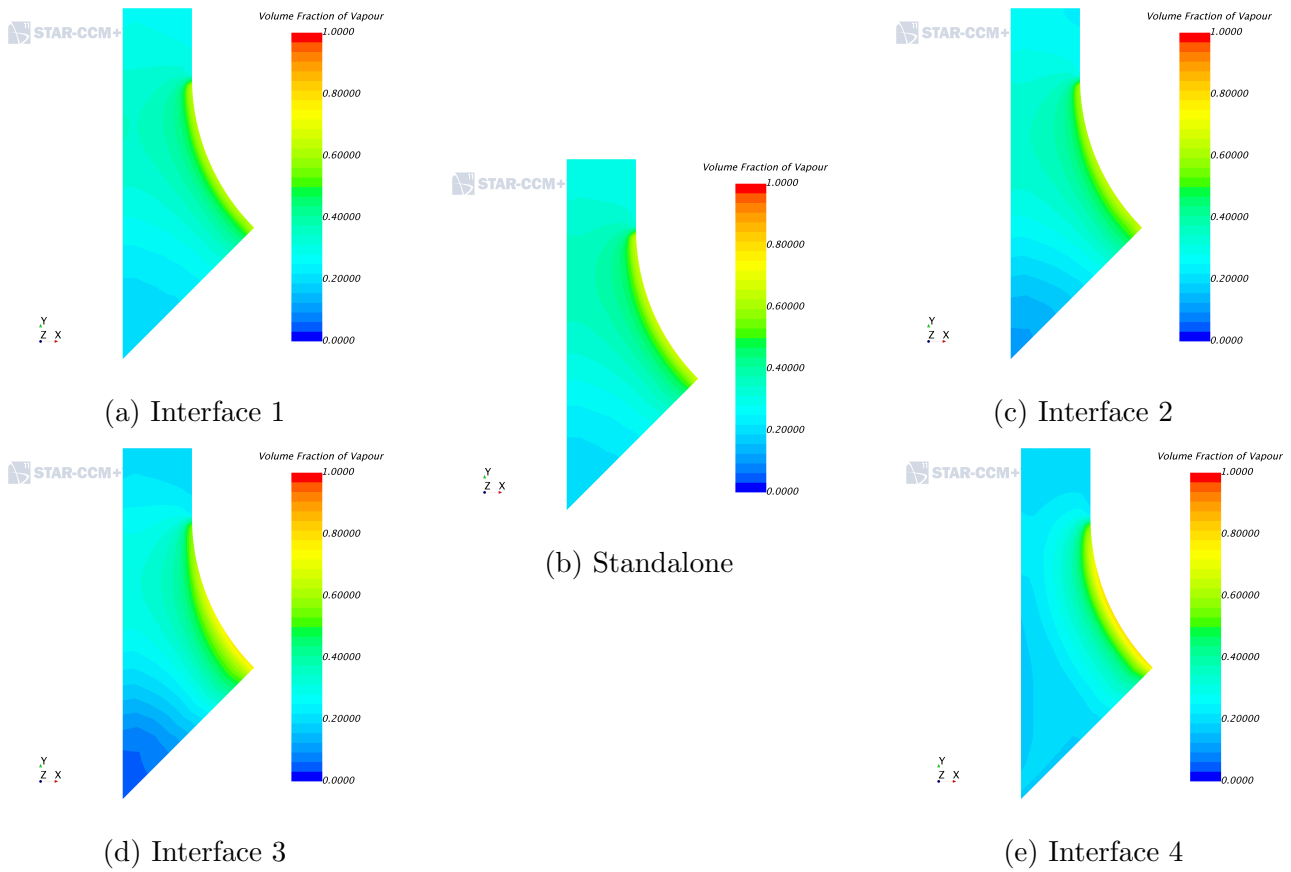 Volume Fraction of Vapour
STAR-CCM+
1.0000
0.80000
0.60000
0.40000
0.20000
0.0000
Y
Z X
(a) Interface 1
Volume Fraction of Vapour
STAR-CCM+
1.0000
0.80000
0.60000
0.40000
0.20000
0.0000
Y
Z X
(b) Standalone
Volume Fraction of Vapour
STAR-CCM+
1.0000
0.80000
0.60000
0.40000
0.20000
0.0000
Y
Z X
(c) Interface 2
Volume Fraction of Vapour
STAR-CCM+
1.0000
0.80000
0.60000
0.40000
0.20000
0.0000
Y
Z X
(d) Interface 3
Volume Fraction of Vapour
STAR-CCM+
1.0000
0.80000
0.60000
0.40000
0.20000
0.0000
Y
Z X
(e) Interface 4